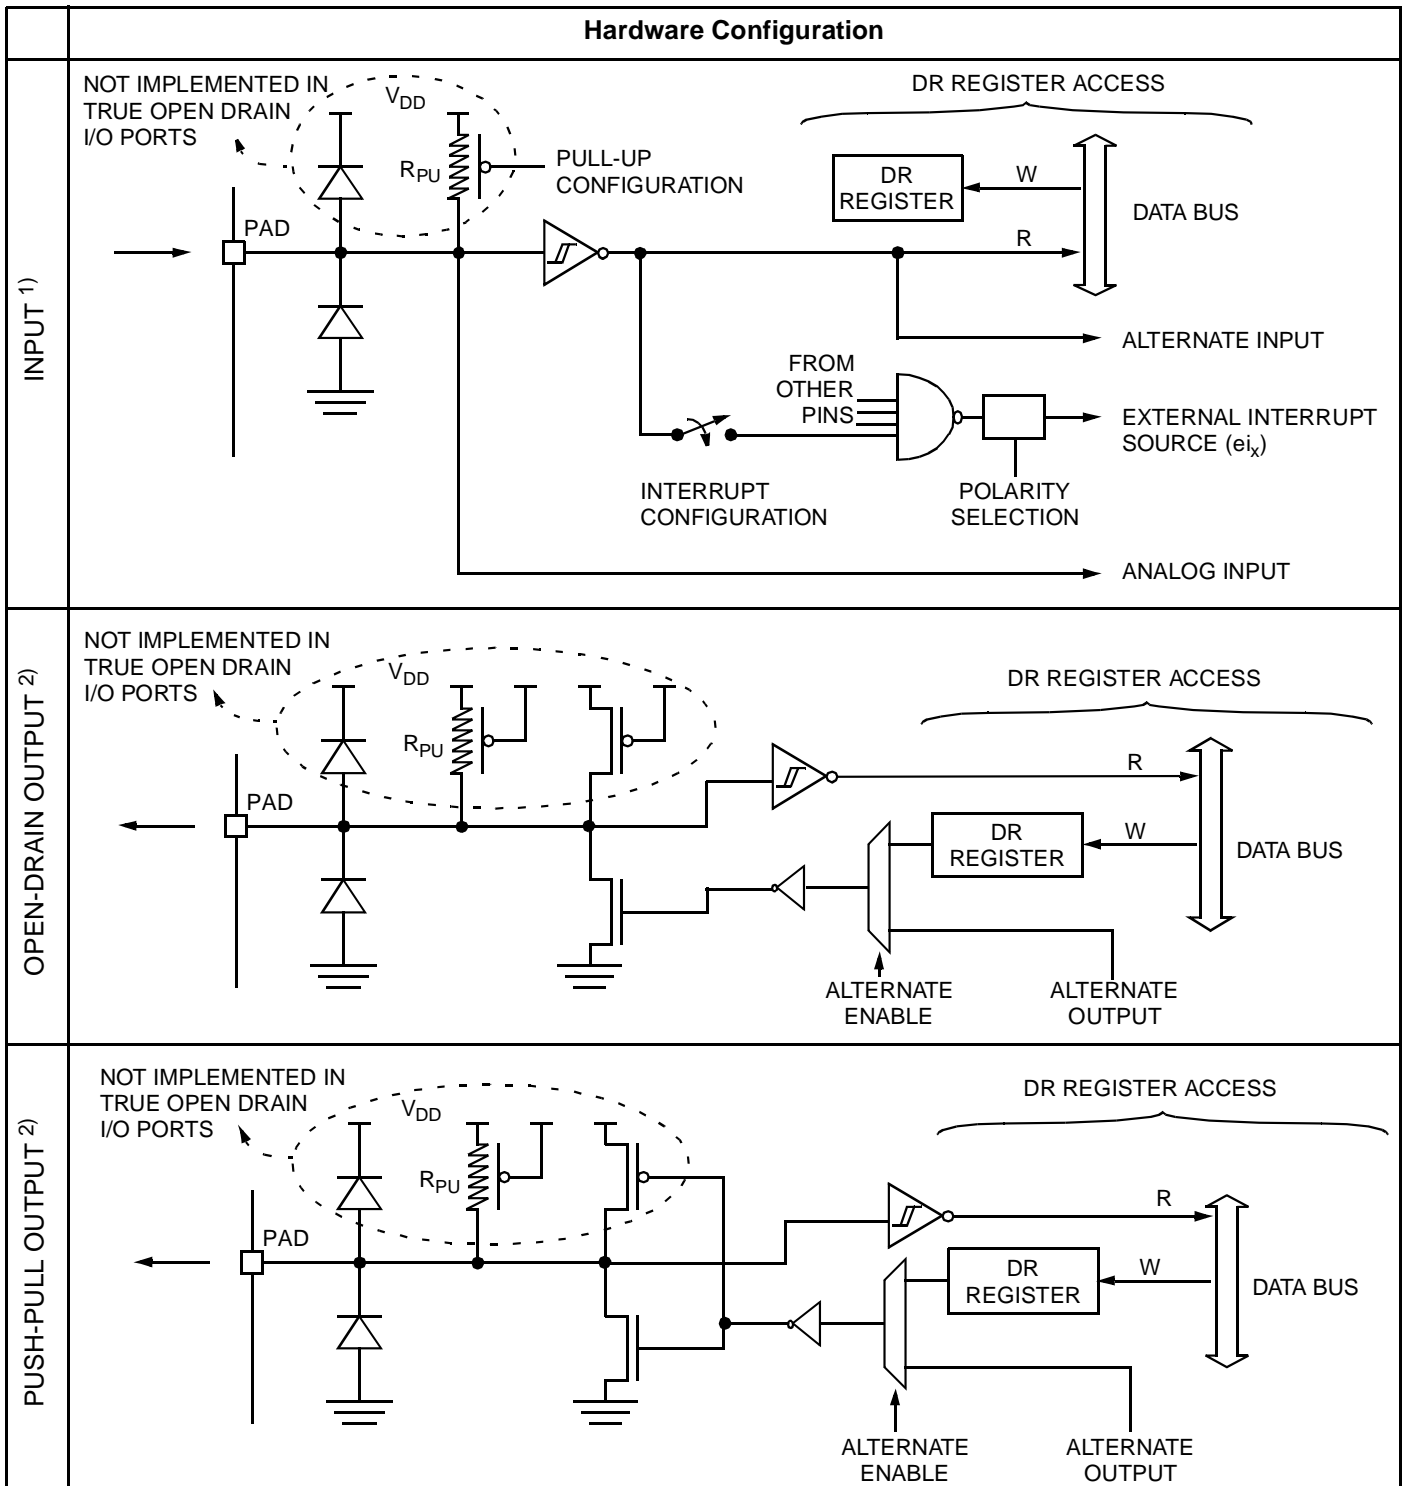 Hardware Configuration
INPUT 1)
NOT IMPLEMENTED IN
TRUE OPEN DRAIN
I/O PORTS
VDD
RPU
PULL-UP
CONFIGURATION
PAD
DR REGISTER ACCESS
DR
REGISTER
W
R
DATA BUS
ALTERNATE INPUT
FROM
OTHER
PINS
EXTERNAL INTERRUPT
SOURCE (eix)
INTERRUPT
CONFIGURATION
POLARITY
SELECTION
ANALOG INPUT
OPEN-DRAIN OUTPUT 2)
NOT IMPLEMENTED IN
TRUE OPEN DRAIN
I/O PORTS
VDD
RPU
PAD
DR REGISTER ACCESS
R
DR
REGISTER
W
DATA BUS
ALTERNATE
ENABLE
ALTERNATE
OUTPUT
PUSH-PULL OUTPUT 2)
NOT IMPLEMENTED IN
TRUE OPEN DRAIN
I/O PORTS
VDD
RPU
PAD
DR REGISTER ACCESS
R
DR
REGISTER
W
DATA BUS
ALTERNATE
ENABLE
ALTERNATE
OUTPUT